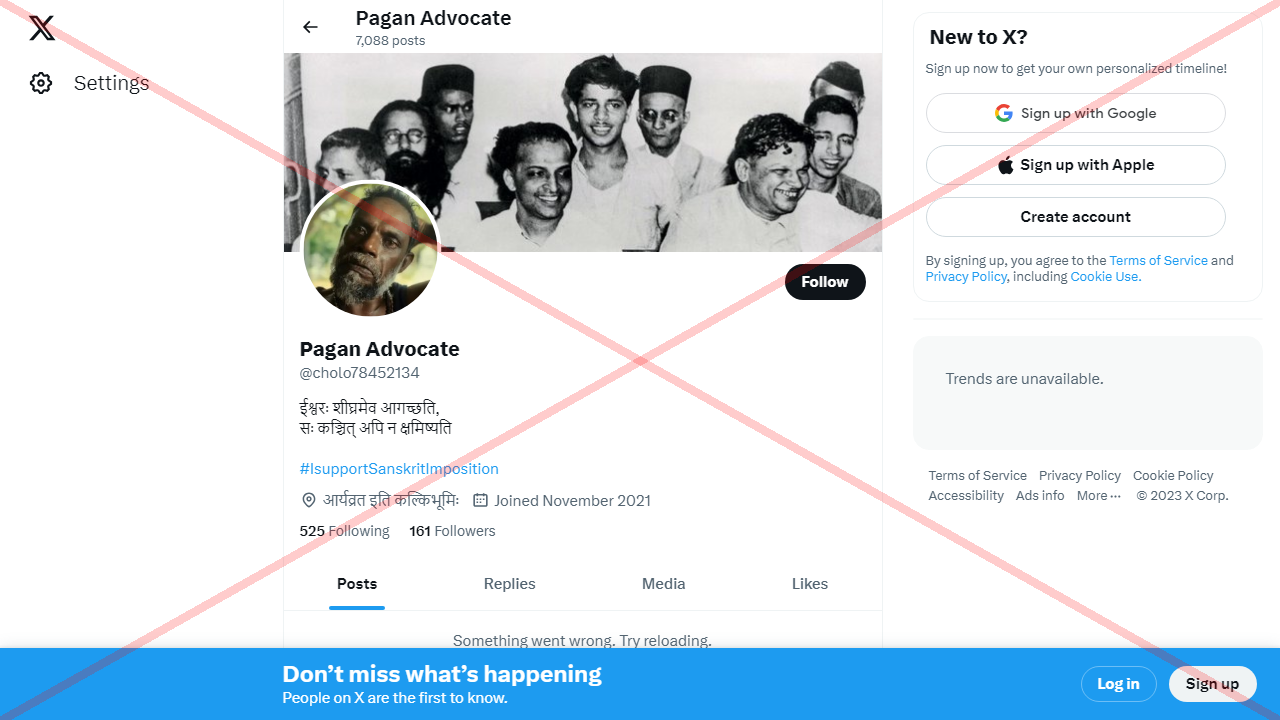 Settings
Pagan Advocate
7,088 posts
Follow
Pagan Advocate
@cholo78452134
ईश्वरः शीघ्रमेव आगच्छति,
सः कञ्चित् अपि न क्षमिष्यति
#IsupportSanskritImposition
आर्यव्रत इति कल्किभूमिः Joined November 2021
525 Following 161 Followers
Posts Replies Media Likes
Something went wrong. Try reloading.
New to X?
Sign up now to get your own personalized timeline!
Sign up with Google
Sign up with Apple
Create account
By signing up, you agree to the Terms of Service and
Privacy Policy, including Cookie Use.
Trends are unavailable.
Terms of Service Privacy Policy Cookie Policy
Accessibility Ads info More ··· © 2023 X Corp.
Don’t miss what’s happening
People on X are the first to know.
Log in Sign up